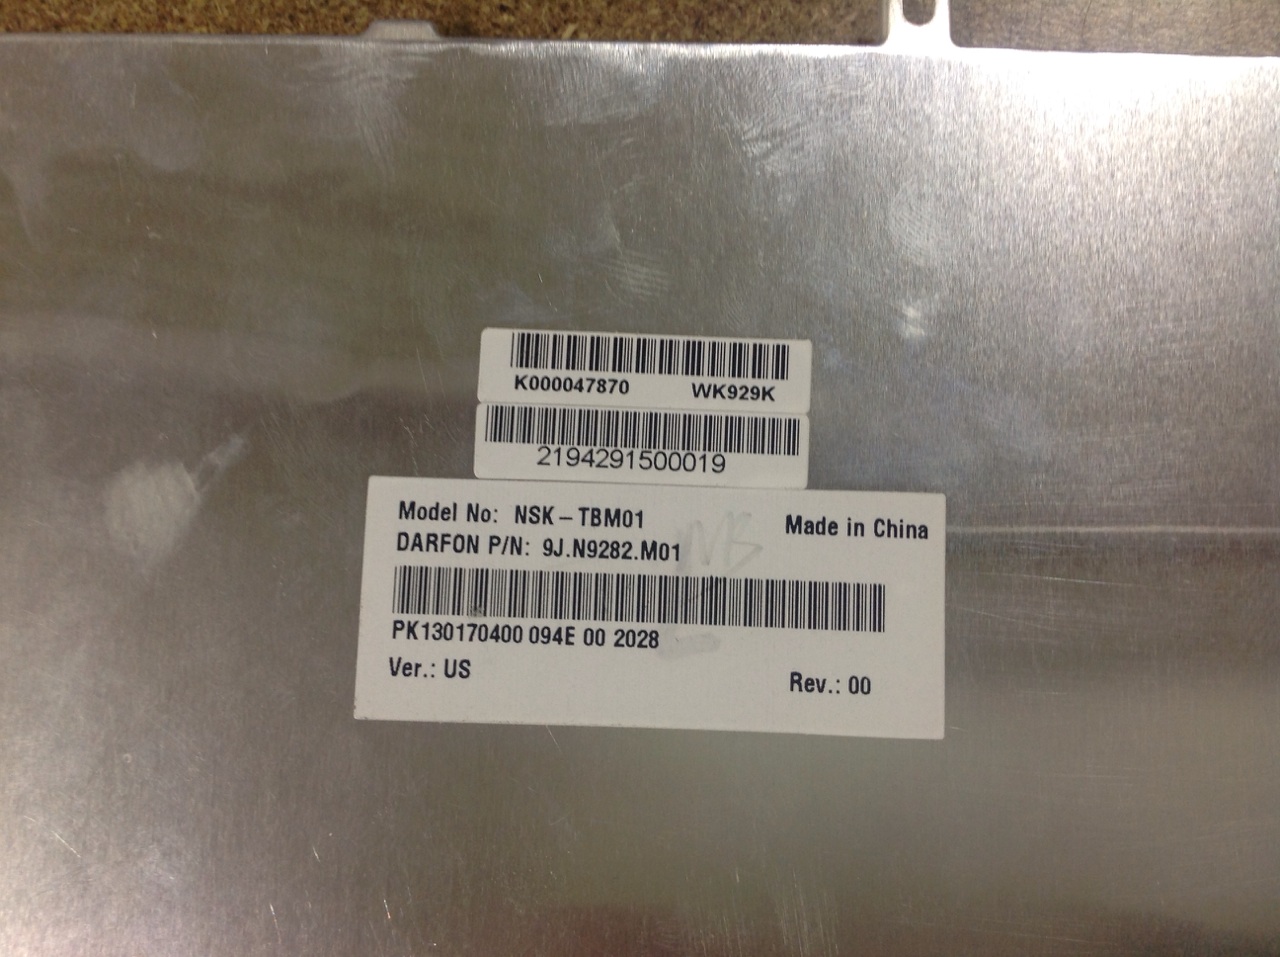 K000047870 WK929K
2194291500019
Model No: NSK-TBM01 Made in China
DARFON P/N: 9J.N9282.M01
PK130170400 094E 00 2028
Ver.: US Rev.: 00